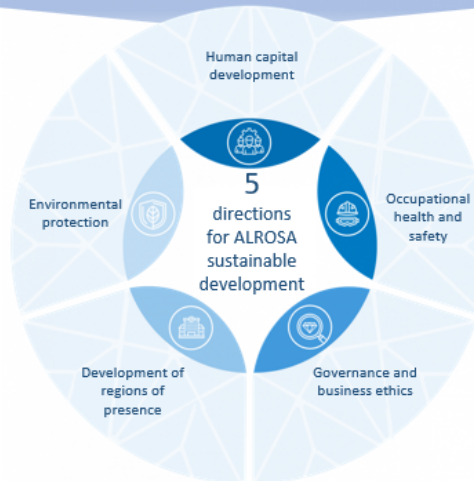 Human capital
development
5
directions
for ALROSA
sustainable
development
Environmental
protection
Occupational
health and
safety
Development of
regions of
presence
Governance and
business ethics